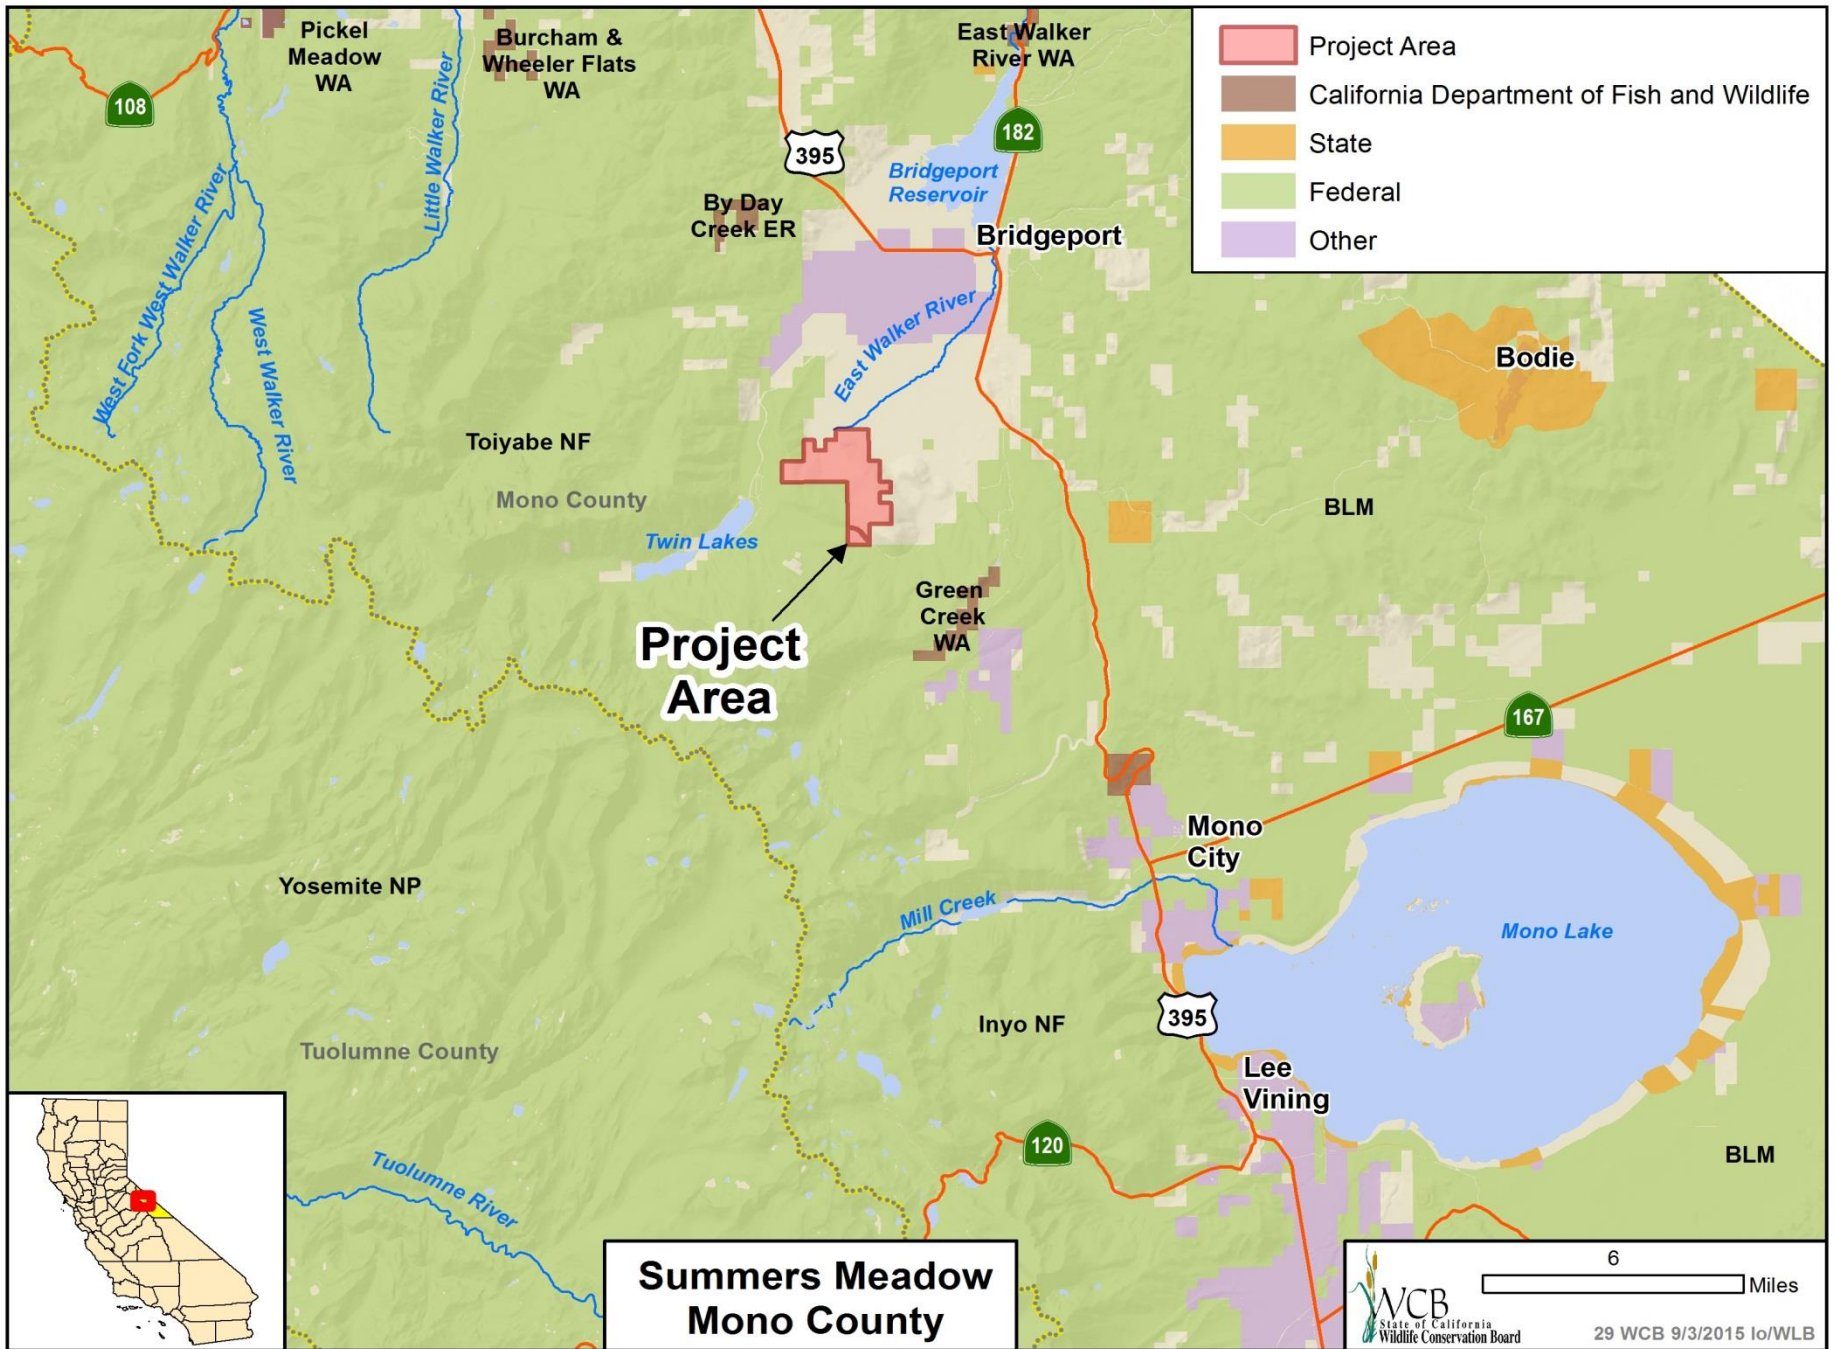 Pickel
Meadow
WA
Burcham &
Wheeler Flats
WA
East Walker
River WA
Project Area
California Department of Fish and Wildlife
State
Federal
Other
108
395
182
Little Walker River
West Fork West Walker River
West Walker River
Bridgeport
Reservoir
By Day
Creek ER
Bridgeport
East Walker River
Bodie
Toiyabe NF
Mono County
Twin Lakes
BLM
Green
Creek
WA
Project
Area
167
Mono
City
Yosemite NP
Mill Creek
Mono Lake
Inyo NF
395
Tuolumne County
Lee
Vining
120
BLM
Tuolumne River
Summers Meadow
Mono County
6
Miles
WCB
State of California
Wildlife Conservation Board
29 WCB 9/3/2015 lo/WLB